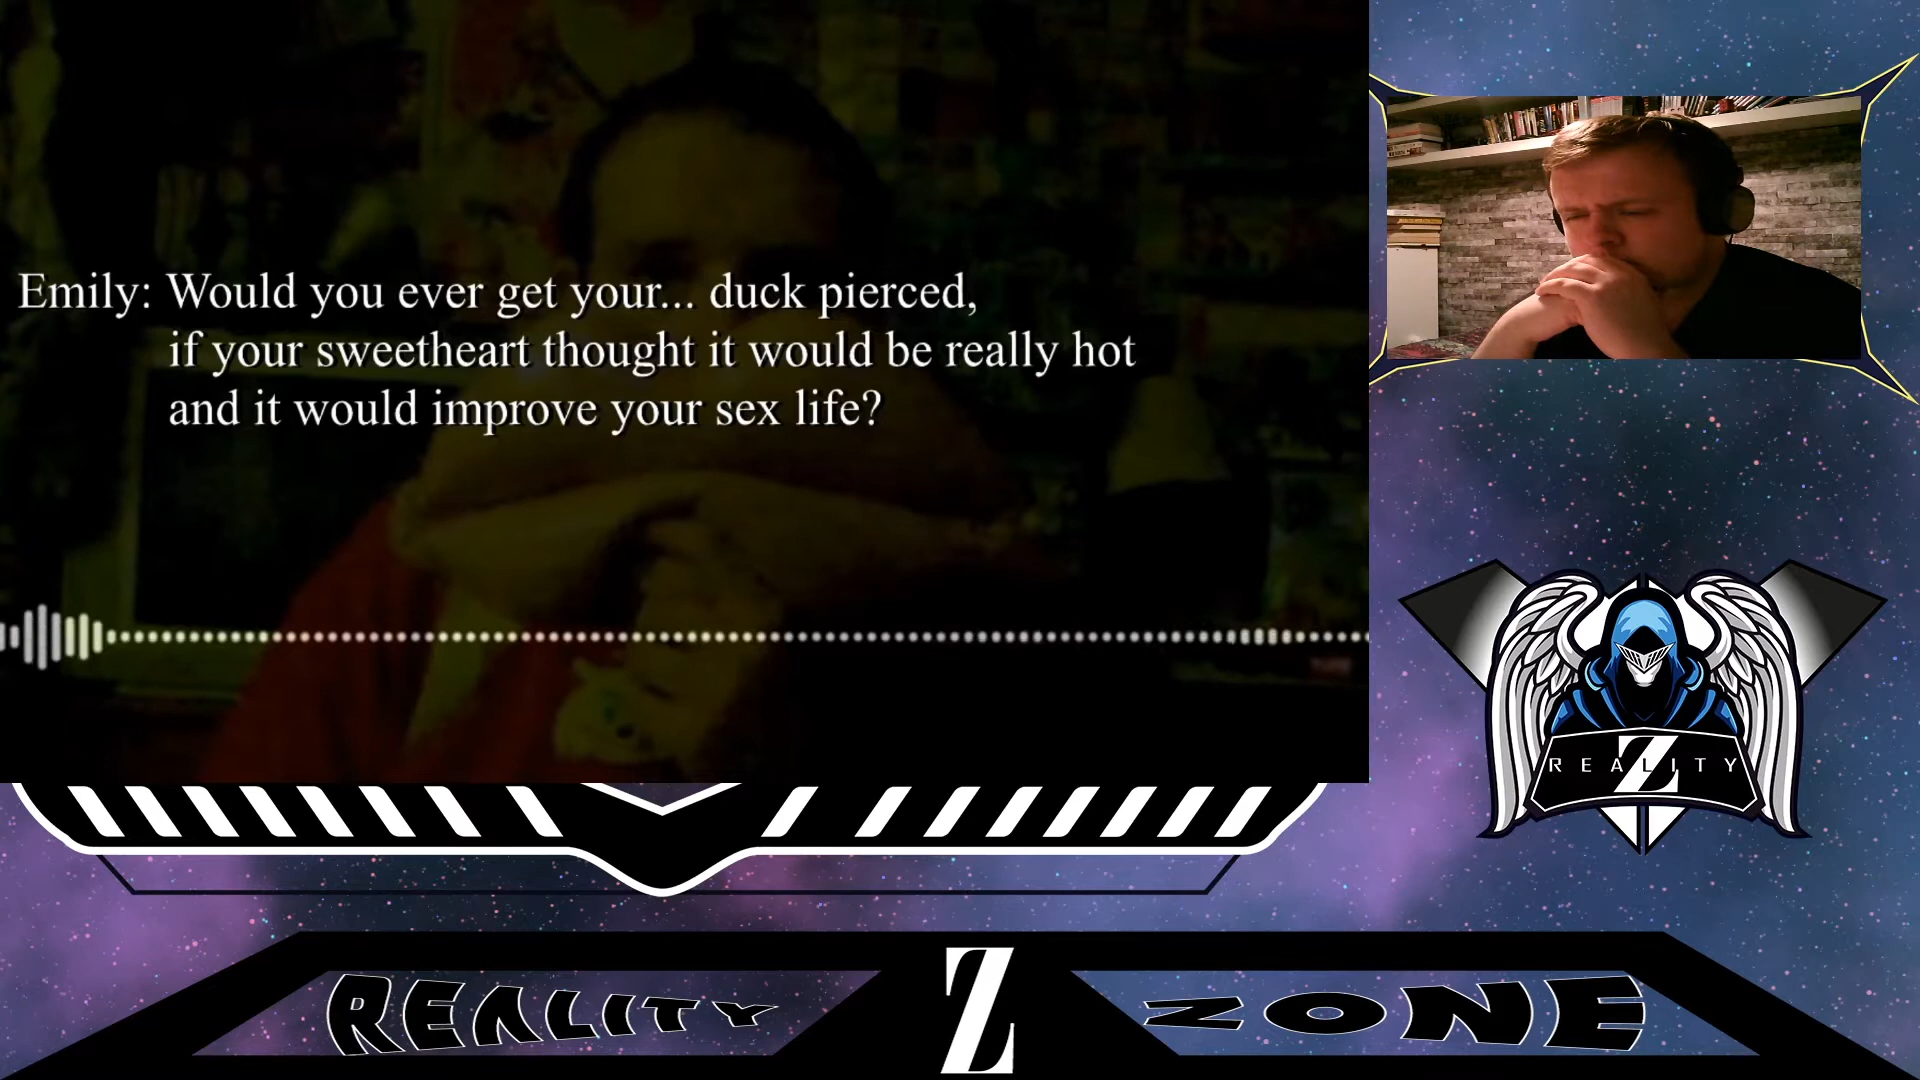 Emily: Would you ever get your... duck pierced,
if your sweetheart thought it would be really hot
and it would improve your sex life?
REALITY
Z
REALITY Z ZONE